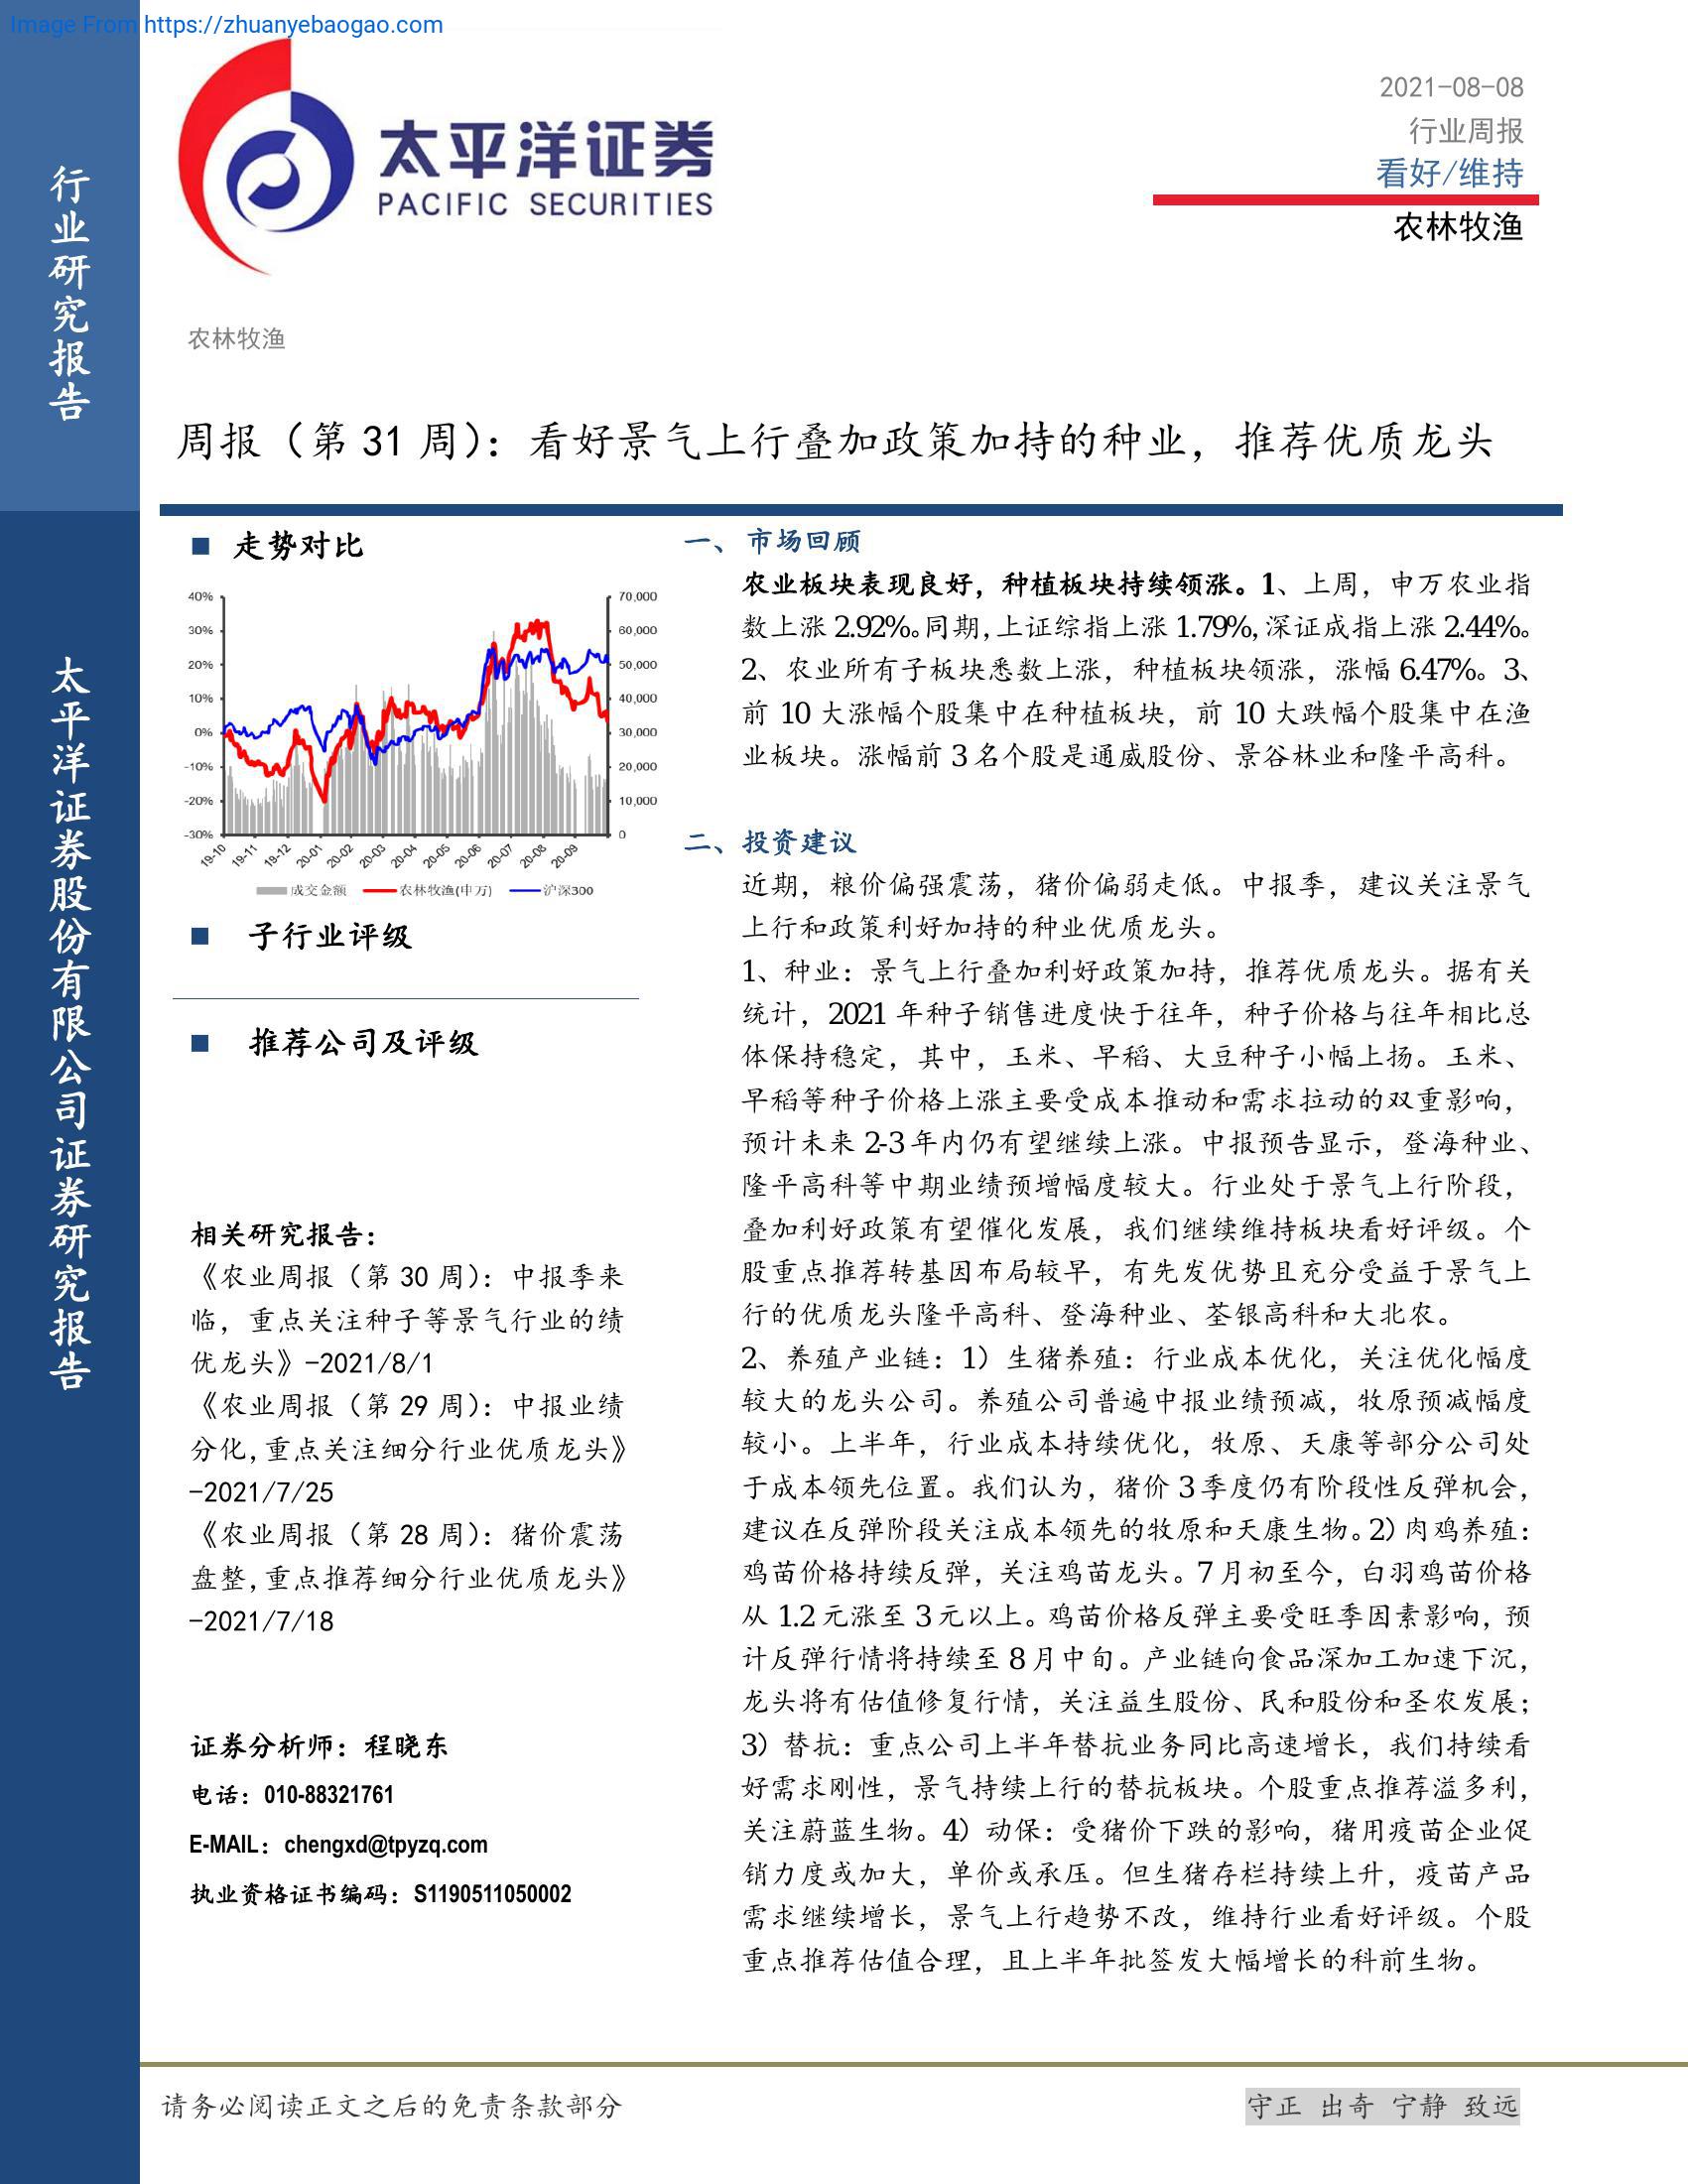 Image From https://zhuanyebaogao.com
行业研究报告
太平洋证券股份有限公司证券研究报告
太平洋证券
PACIFIC SECURITIES
2021-08-08
行业周报
看好/维持
农林牧渔
农林牧渔
周报（第 31 周）：看好景气上行叠加政策加持的种业，推荐优质龙头
■ 走势对比
40%
30%
20%
10%
0%
-10%
-20%
-30%
70,000
60,000
50,000
40,000
30,000
20,000
10,000
0
19-10 19-11 19-12 20-01 20-02 20-03 20-04 20-05 20-06 20-07 20-08 20-09
成交金额 农林牧渔(申万) 沪深300
■ 子行业评级
■ 推荐公司及评级
相关研究报告：
《农业周报（第 30 周）：中报季来
临，重点关注种子等景气行业的绩
优龙头》-2021/8/1
《农业周报（第 29 周）：中报业绩
分化，重点关注细分行业优质龙头》
-2021/7/25
《农业周报（第 28 周）：猪价震荡
盘整，重点推荐细分行业优质龙头》
-2021/7/18
证券分析师：程晓东
电话：010-88321761
E-MAIL：chengxd@tpyzq.com
执业资格证书编码：S1190511050002
一、 市场回顾
农业板块表现良好，种植板块持续领涨。1、上周，申万农业指
数上涨 2.92%。同期，上证综指上涨 1.79%，深证成指上涨 2.44%。
2、农业所有子板块悉数上涨，种植板块领涨，涨幅 6.47%。3、
前 10 大涨幅个股集中在种植板块，前 10 大跌幅个股集中在渔
业板块。涨幅前 3 名个股是通威股份、景谷林业和隆平高科。
二、投资建议
近期，粮价偏强震荡，猪价偏弱走低。中报季，建议关注景气
上行和政策利好加持的种业优质龙头。
1、种业：景气上行叠加利好政策加持，推荐优质龙头。据有关
统计，2021 年种子销售进度快于往年，种子价格与往年相比总
体保持稳定，其中，玉米、早稻、大豆种子小幅上扬。玉米、
早稻等种子价格上涨主要受成本推动和需求拉动的双重影响，
预计未来 2-3 年内仍有望继续上涨。中报预告显示，登海种业、
隆平高科等中期业绩预增幅度较大。行业处于景气上行阶段，
叠加利好政策有望催化发展，我们继续维持板块看好评级。个
股重点推荐转基因布局较早，有先发优势且充分受益于景气上
行的优质龙头隆平高科、登海种业、荃银高科和大北农。
2、养殖产业链：1）生猪养殖：行业成本优化，关注优化幅度
较大的龙头公司。养殖公司普遍中报业绩预减，牧原预减幅度
较小。上半年，行业成本持续优化，牧原、天康等部分公司处
于成本领先位置。我们认为，猪价 3 季度仍有阶段性反弹机会，
建议在反弹阶段关注成本领先的牧原和天康生物。2）肉鸡养殖：
鸡苗价格持续反弹，关注鸡苗龙头。7 月初至今，白羽鸡苗价格
从 1.2 元涨至 3 元以上。鸡苗价格反弹主要受旺季因素影响，预
计反弹行情将持续至 8 月中旬。产业链向食品深加工加速下沉，
龙头将有估值修复行情，关注益生股份、民和股份和圣农发展；
3）替抗：重点公司上半年替抗业务同比高速增长，我们持续看
好需求刚性，景气持续上行的替抗板块。个股重点推荐溢多利，
关注蔚蓝生物。4）动保：受猪价下跌的影响，猪用疫苗企业促
销力度或加大，单价或承压。但生猪存栏持续上升，疫苗产品
需求继续增长，景气上行趋势不改，维持行业看好评级。个股
重点推荐估值合理，且上半年批签发大幅增长的科前生物。
请务必阅读正文之后的免责条款部分
守正 出奇 宁静 致远